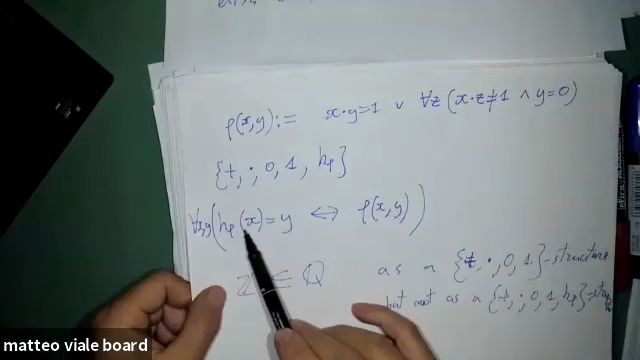 φ(x,y) := x·y=1 ∨ ∀z (x·z≠1 ∧ y=0)
{+, ·, 0, 1, h_φ}
∀x,y (h_φ(x) = y ⟺ φ(x,y))
ℤ ⊆ ℚ as a {+, ·, 0, 1}-structure
but not as a {+, ·, 0, 1, h_φ}
matteo viale board